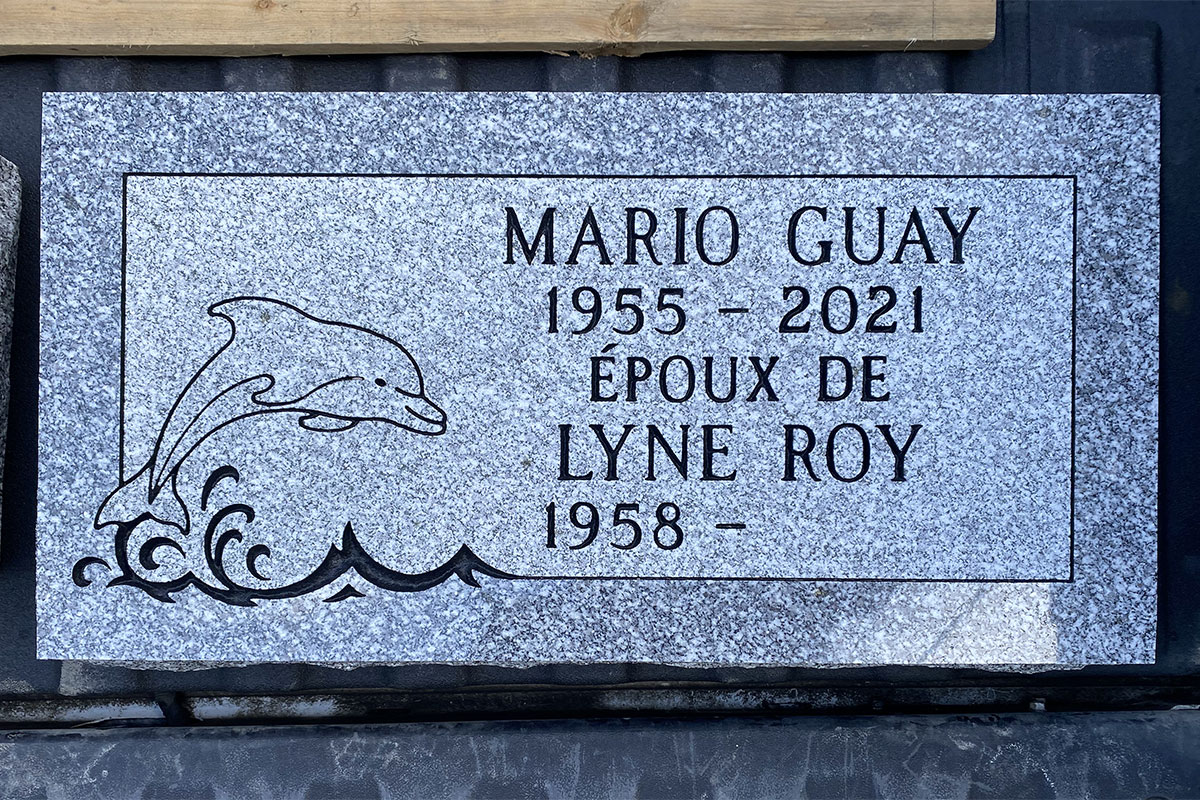 MARIO GUAY
1955 – 2021
ÉPOUX DE
LYNE ROY
1958 –